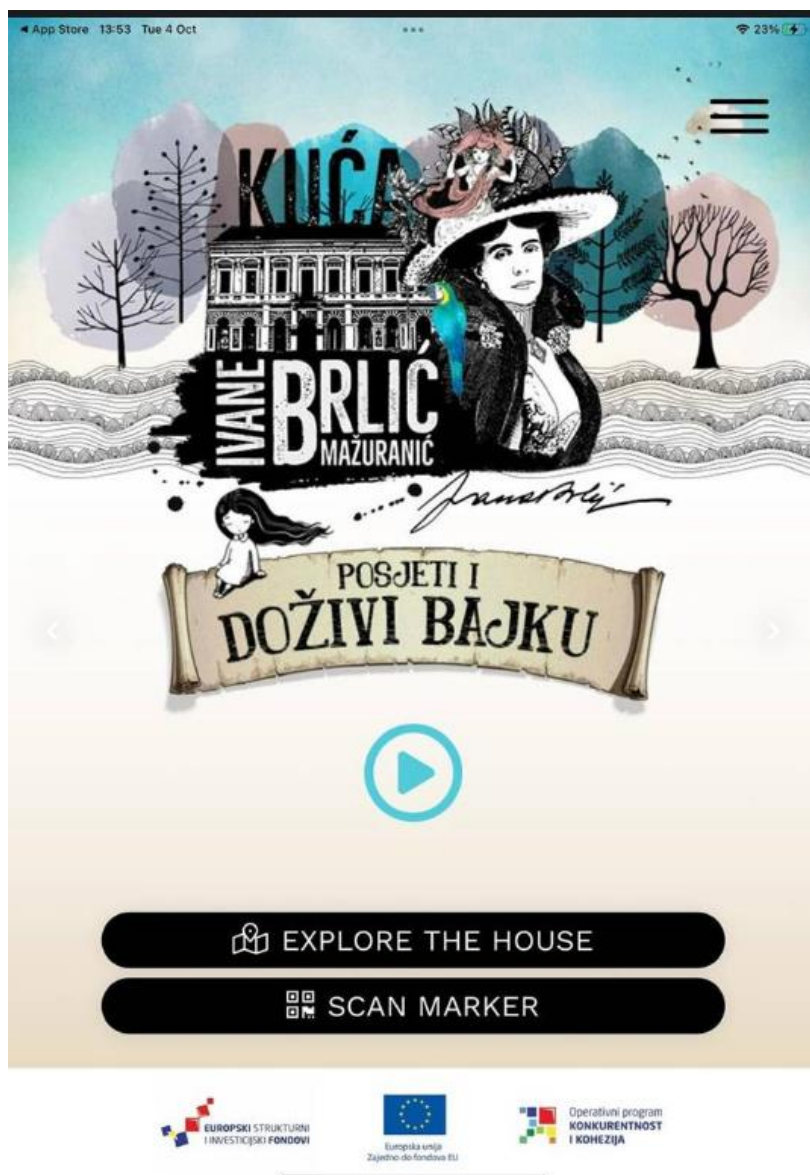 App Store 13:53 Tue 4 Oct
23%
KUĆA
IVANE
BRLIĆ
MAŽURANIĆ
POSJETI I
DOŽIVI BAJKU
EXPLORE THE HOUSE
SCAN MARKER
EUROPSKI STRUKTURNI
I INVESTICIJSKI FONDOVI
Europska unija
Zajedno do fondova EU
Operativni program
KONKURENTNOST
I KOHEZIJA